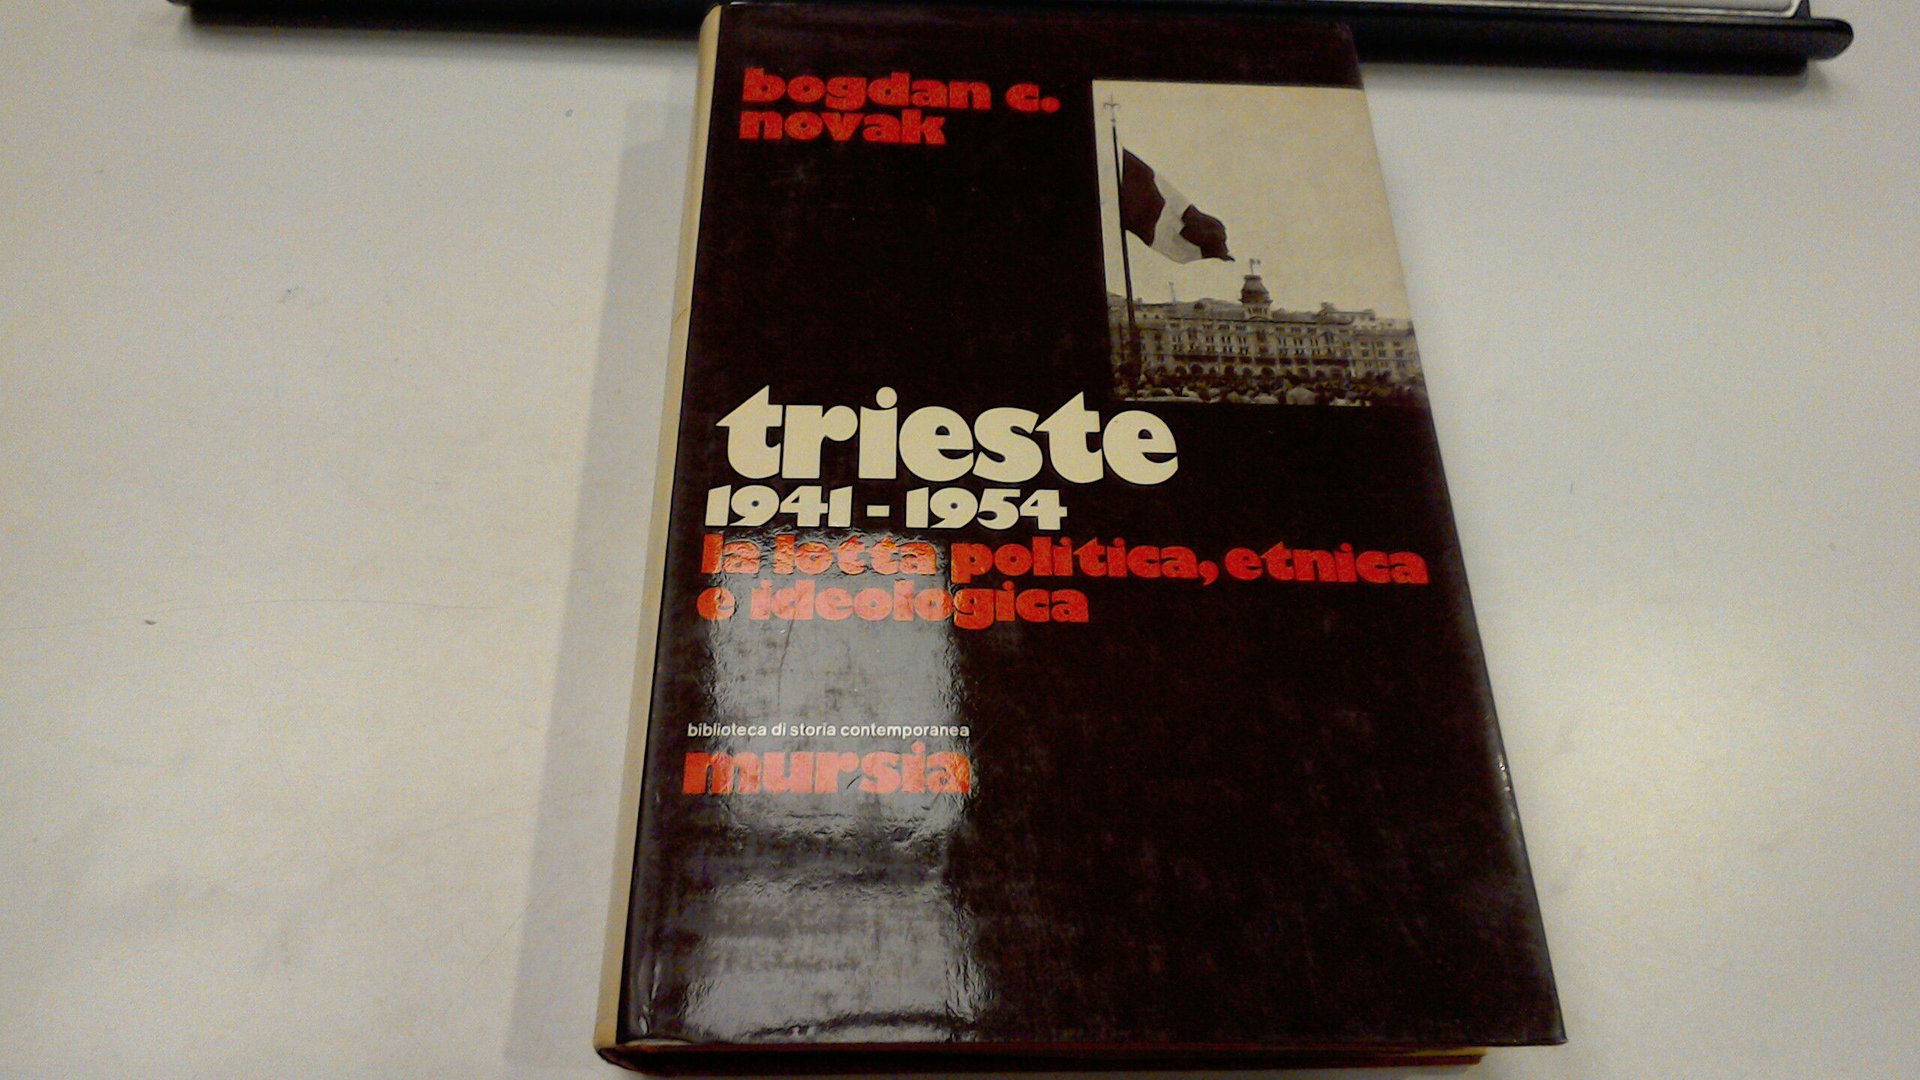 bogdan c.
novak
trieste
1941-1954
la lotta politica, etnica
e ideologica
biblioteca di storia contemporanea
mursia